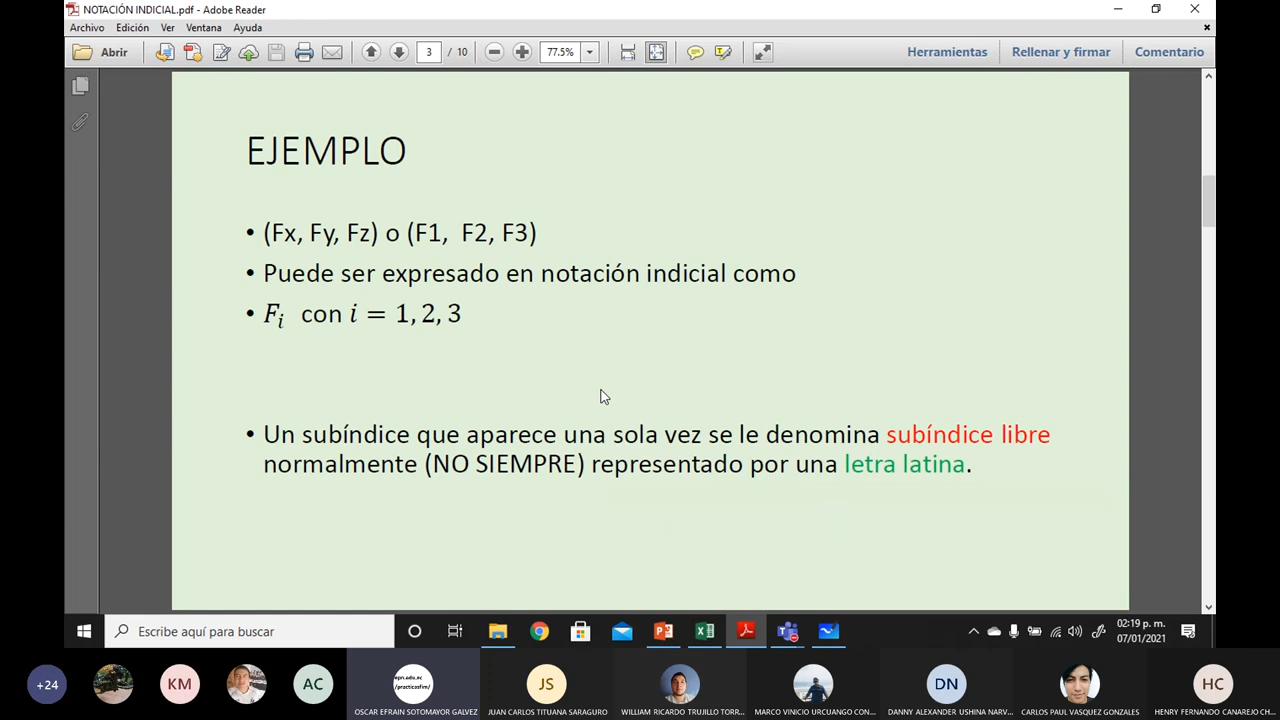 NOTACIÓN INDICIAL.pdf - Adobe Reader
Archivo Edición Ver Ventana Ayuda
Abrir 3 / 10 77.5% Herramientas Rellenar y firmar Comentario
EJEMPLO
• (Fx, Fy, Fz) o (F1, F2, F3)
• Puede ser expresado en notación indicial como
• Fᵢ con i = 1, 2, 3
• Un subíndice que aparece una sola vez se le denomina subíndice libre
normalmente (NO SIEMPRE) representado por una letra latina.
Escribe aquí para buscar
02:19 p. m.
07/01/2021
+24 KM AC epn.edu.ec JS DN HC
/practicasfim/
OSCAR EFRAIN SOTOMAYOR GALVEZ JUAN CARLOS TITUANA SARAGURO WILLIAM RICARDO TRUJILLO TORR... MARCO VINICIO URCUANGO CON... DANNY ALEXANDER USHINA NARV... CARLOS PAUL VASQUEZ GONZALES HENRY FERNANDO CANAREJO CH...